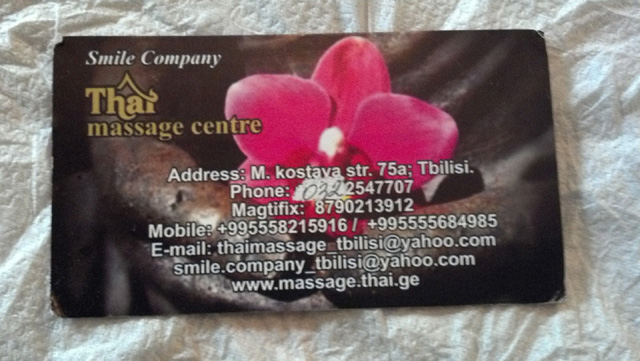 Smile Company
Thai
massage centre
Address: M. kostava str. 75a; Tbilisi.
Phone: 0322547707
Magtifix: 8790213912
Mobile: +995558215916 / +995555684985
E-mail: thaimassage_tbilisi@yahoo.com
smile.company_tbilisi@yahoo.com
www.massage.thai.ge